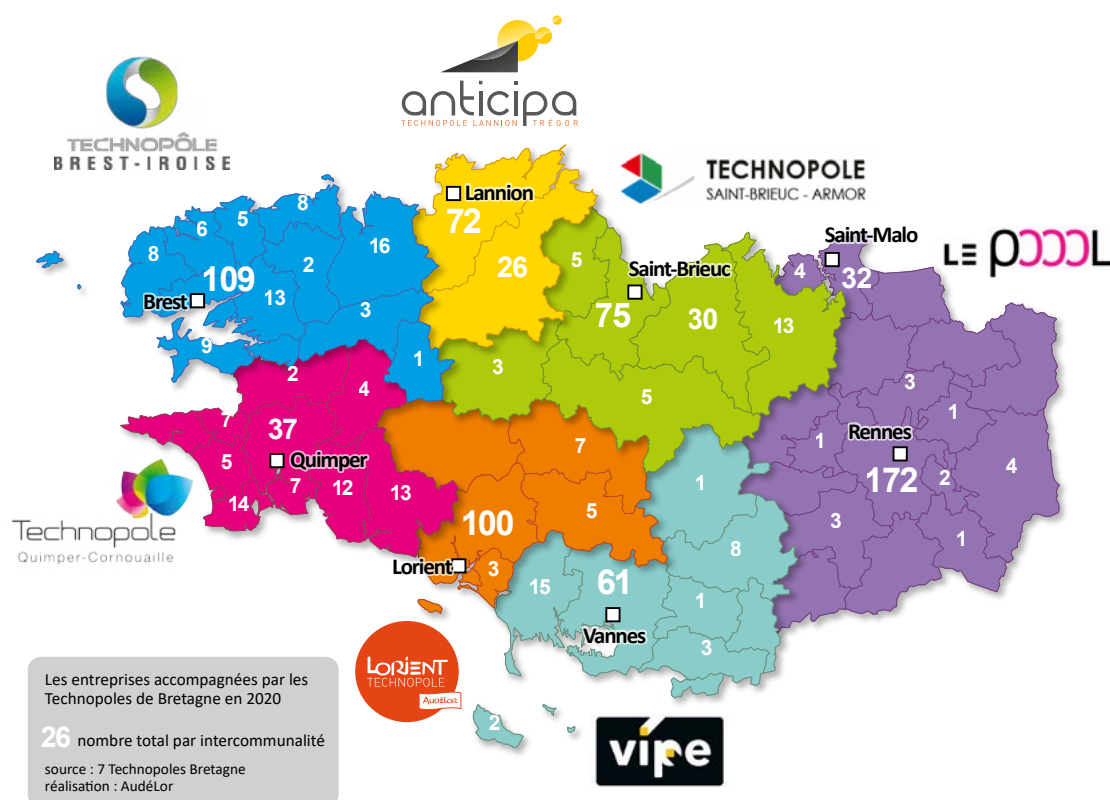 anticipa
TECHNOPOLE LANNION TRÉGOR
TECHNOPÔLE
BREST-IROISE
TECHNOPOLE
SAINT-BRIEUC - ARMOR
LE POOOL
Lannion
72
26
8
5
6
8
16
2
109
13
Brest
3
9
1
5
Saint-Brieuc
75
30
13
3
5
Saint-Malo
4
32
3
1
1
Rennes
172
2
4
3
1
2
4
7
37
5
Quimper
7
12
13
14
Technopole
Quimper-Cornouaille
7
100
5
Lorient
3
1
8
15
61
1
Vannes
3
2
LORIENT
TECHNOPOLE
AudéLor
vipe
Les entreprises accompagnées par les
Technopoles de Bretagne en 2020
26 nombre total par intercommunalité
source : 7 Technopoles Bretagne
réalisation : AudéLor